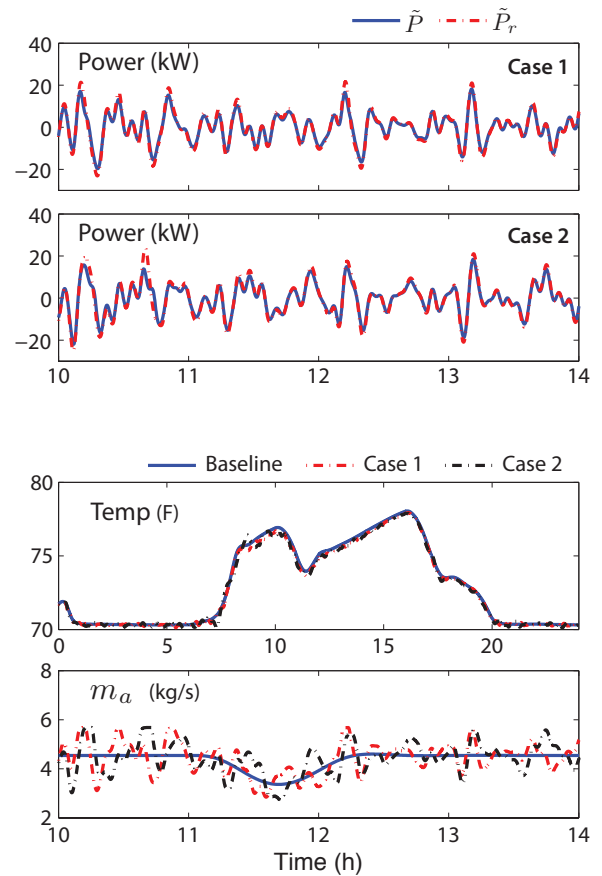 P̃ P̃_r
Power (kW) Case 1
40
20
0
−20
Power (kW) Case 2
40
20
0
−20
10 11 12 13 14
Baseline Case 1 Case 2
Temp (F)
80
75
70
0 5 10 15 20
m_a (kg/s)
8
6
4
2
10 11 12 13 14
Time (h)